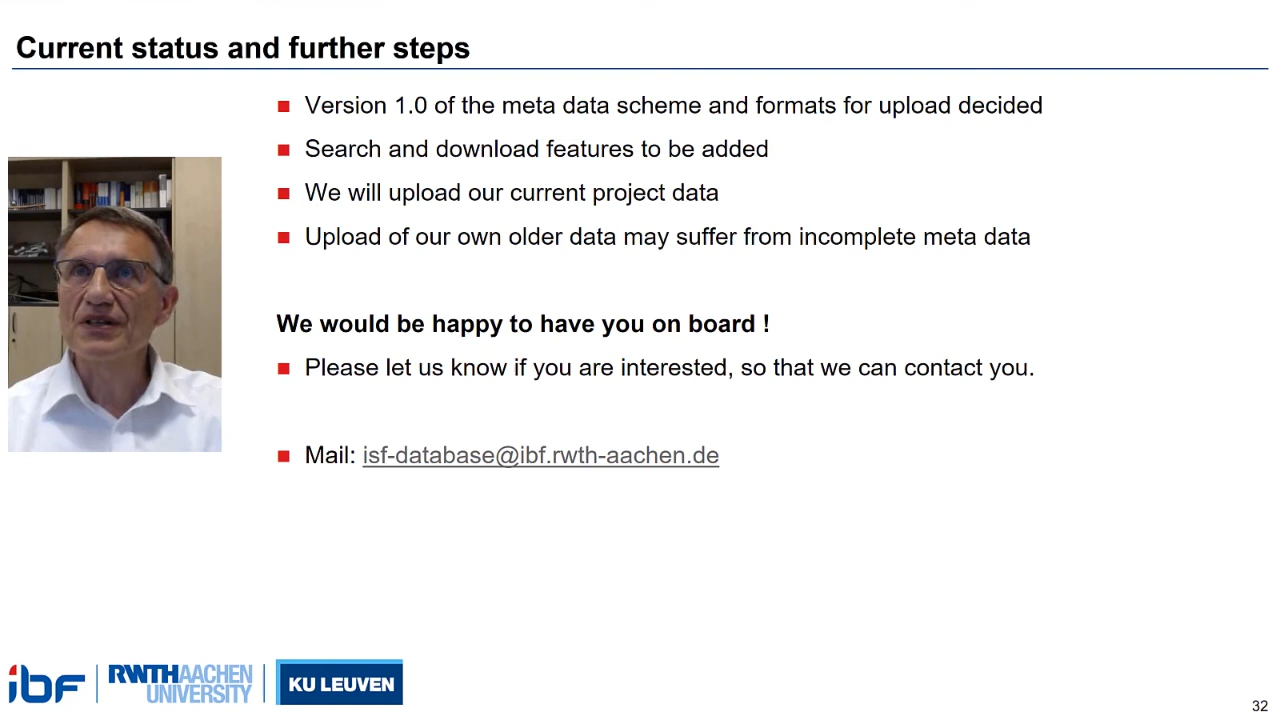 Current status and further steps
Version 1.0 of the meta data scheme and formats for upload decided
Search and download features to be added
We will upload our current project data
Upload of our own older data may suffer from incomplete meta data
We would be happy to have you on board !
Please let us know if you are interested, so that we can contact you.
Mail: isf-database@ibf.rwth-aachen.de
ibf
RWTHAACHEN
UNIVERSITY
KU LEUVEN
32